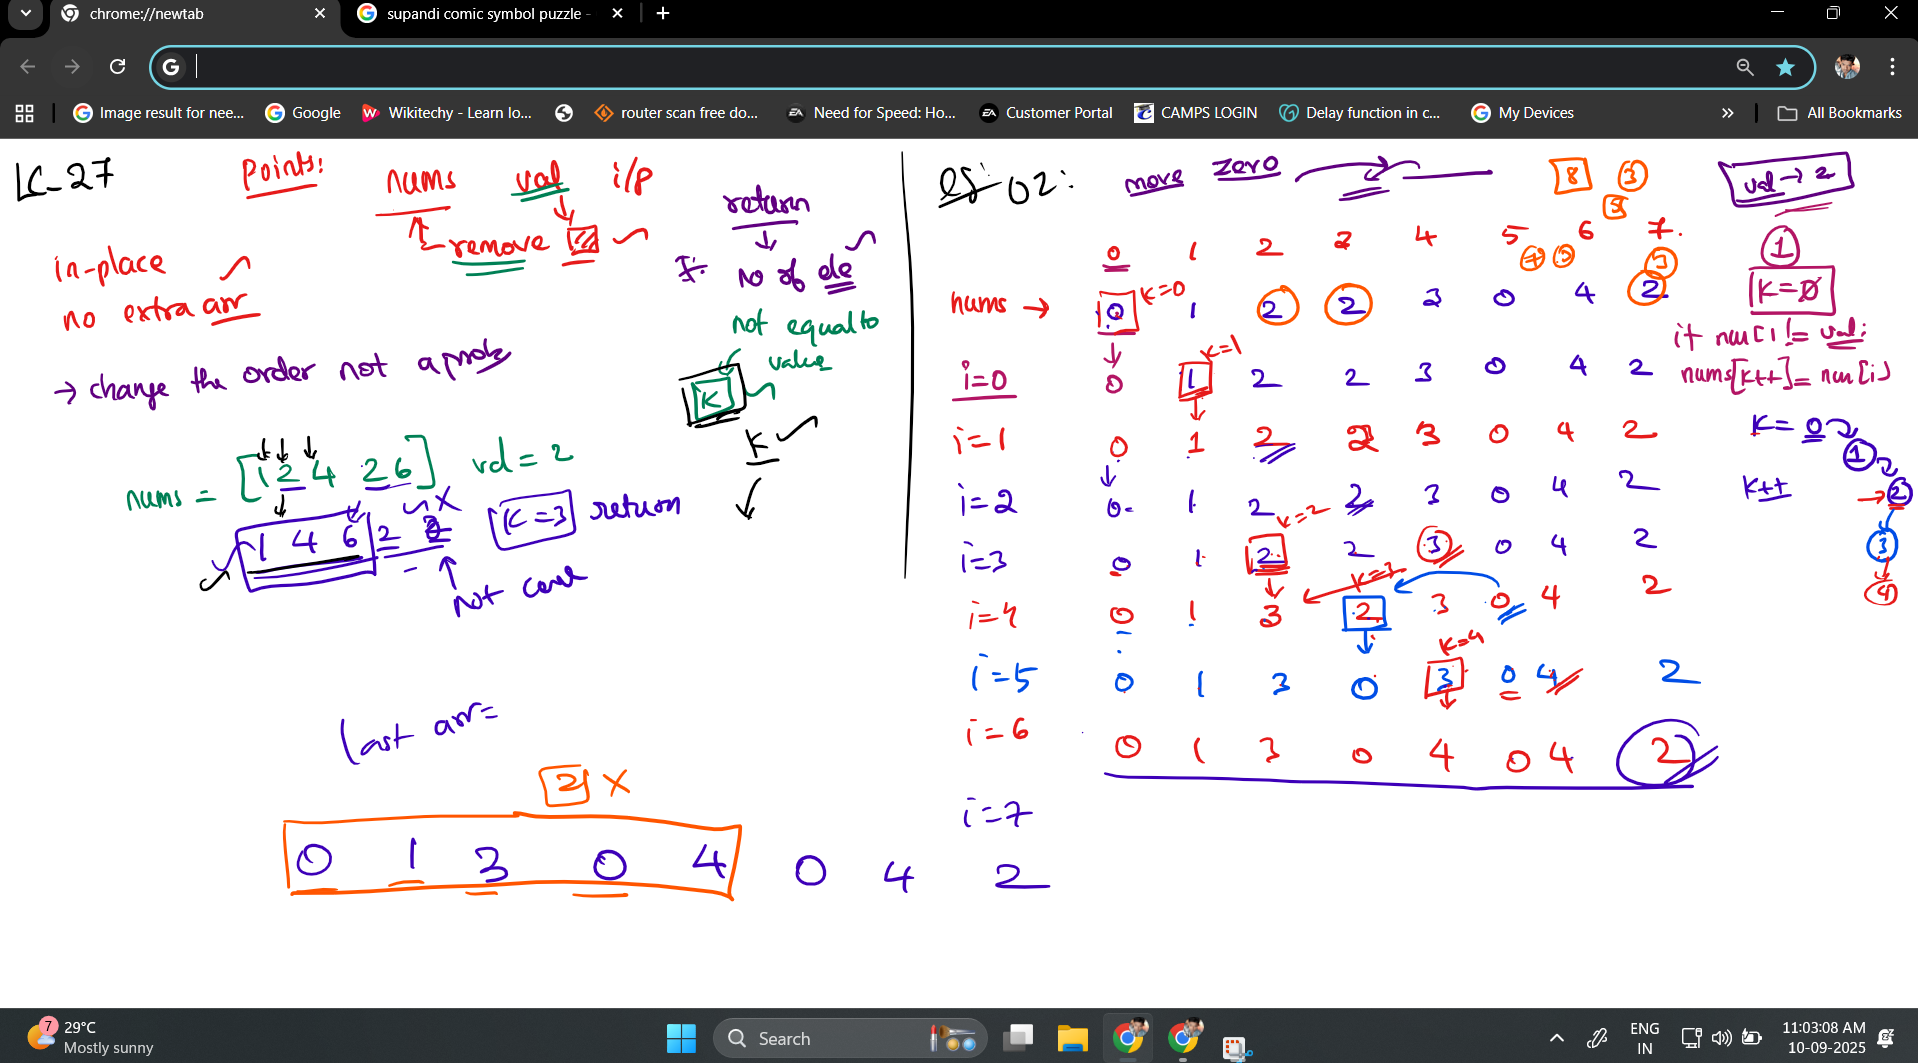 chrome://newtab
supandi comic symbol puzzle -
Image result for nee...
Google
Wikitechy - Learn lo...
router scan free do...
Need for Speed: Ho...
Customer Portal
CAMPS LOGIN
Delay function in c...
My Devices
All Bookmarks
LC-27
Points:
nums val i/p
remove
in-place
no extra arr
→ change the order not a prob
return
no of ele
not equal to
value
K
K
nums = [1 2 4 2 6] val = 2
1 4 6 2 2
K=3 return
not care
last arr=
2 X
0 1 3 0 4 0 4 2
eg: 02:
move zero
8 3
5
val → 2
0 1 2 3 4 5 6 7.
nums → 0 1 2 2 3 0 4 2
K=0
K=1
i=0 0 1 2 2 3 0 4 2
i=1 0 1 2 2 3 0 4 2
i=2 0 1 2 2 3 0 4 2
K=2
i=3 0 1 2 2 3 0 4 2
K=3
i=4 0 1 3 2 3 0 4 2
K=4
i=5 0 1 3 0 3 0 4 2
i=6 0 1 3 0 4 0 4 2
i=7
1
K=0
if num[] != val:
nums[k++] = num[i]
K= 0
1
K++
2
3
4
7
29°C
Mostly sunny
Search
ENG
IN
11:03:08 AM
10-09-2025